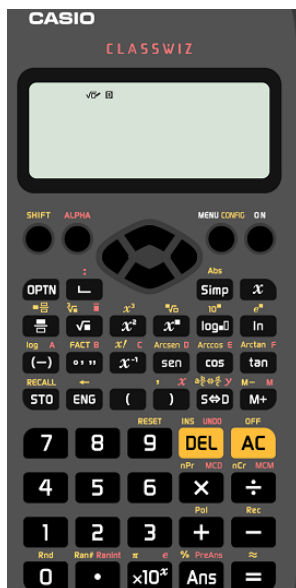 CASIO
CLASSWIZ
√□/ D
SHIFT ALPHA MENU CONFIG ON
: Abs
OPTN Simp x
x³ 10■ e■
√■ x² x■ log■□ ln
log A FACT B x! C Arcsen D Arccos E Arctan F
(−) ° ’ ” x⁻¹ sen cos tan
RECALL ← , x y M− M
STO ENG ( ) S⇔D M+
RESET INS UNDO OFF
7 8 9 DEL AC
nPr MCD nCr MCM
4 5 6 × ÷
Pol Rec
1 2 3 + −
Rnd Ran# RanInt π e % PreAns ≈
0 • ×10ˣ Ans =